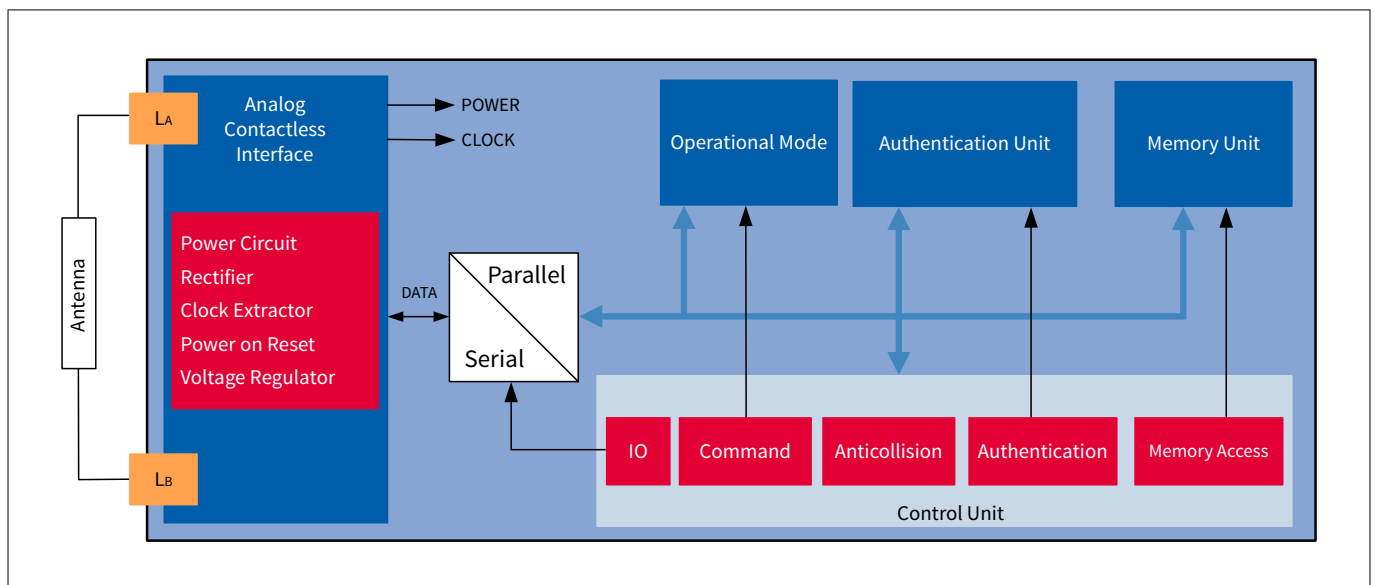 LA
Analog
Contactless
Interface
POWER
CLOCK
Operational Mode
Authentication Unit
Memory Unit
Antenna
Power Circuit
Rectifier
Clock Extractor
Power on Reset
Voltage Regulator
DATA
Parallel
Serial
LB
IO
Command
Anticollision
Authentication
Memory Access
Control Unit